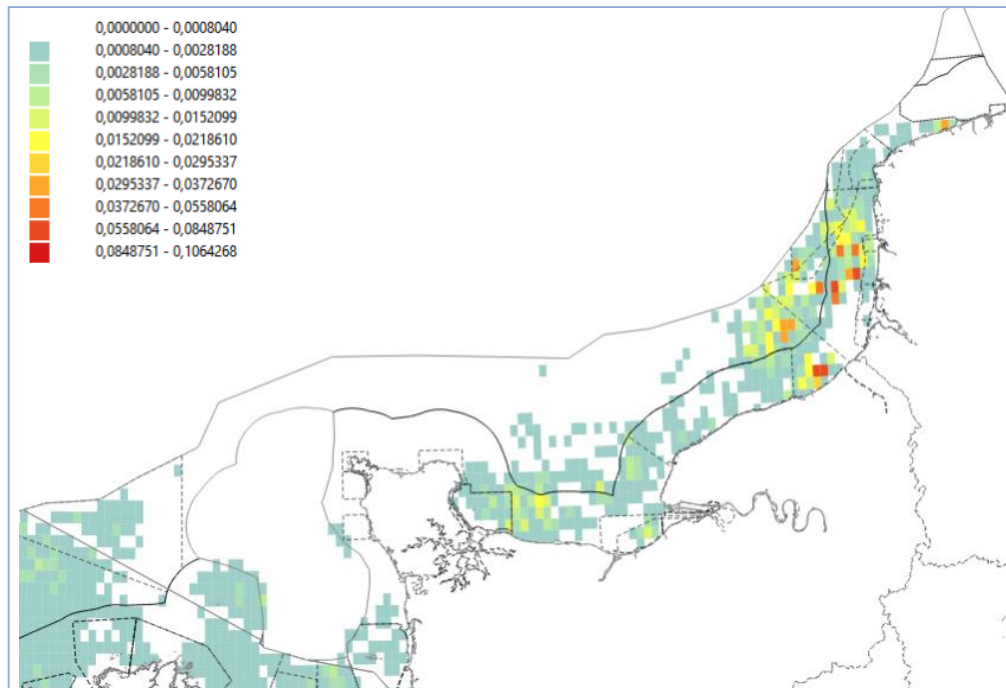 0,0000000 - 0,0008040
0,0008040 - 0,0028188
0,0028188 - 0,0058105
0,0058105 - 0,0099832
0,0099832 - 0,0152099
0,0152099 - 0,0218610
0,0218610 - 0,0295337
0,0295337 - 0,0372670
0,0372670 - 0,0558064
0,0558064 - 0,0848751
0,0848751 - 0,1064268